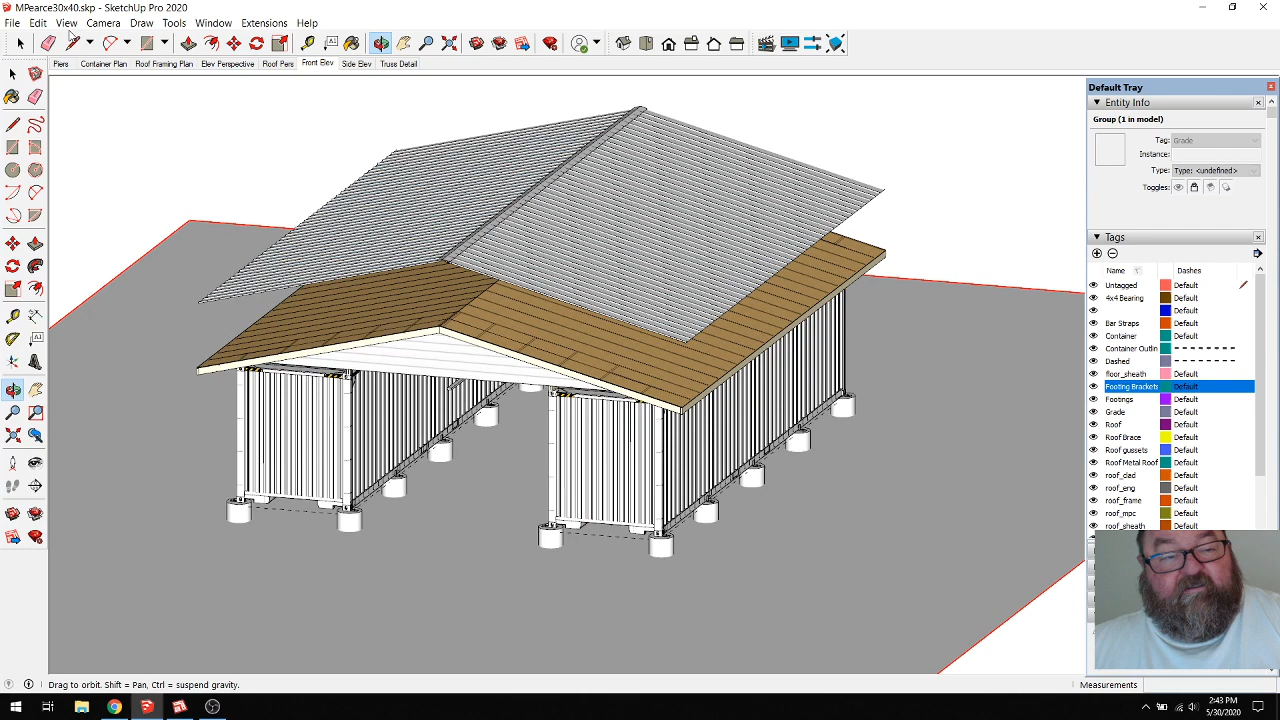 MPearce30x40.skp - SketchUp Pro 2020
File Edit View Camera Draw Tools Window Extensions Help
Piers Container Plan Roof Framing Plan Elev Perspective Roof Pers Front Elev Side Elev Truss Detail
Default Tray
Entity Info
Group (1 in model)
Tag: Grade
Instance:
Type: Type: <undefined>
Toggles:
Tags
Name Dashes
Untagged Default
4x4 Bearing Default
Default
Bar Straps Default
Container Default
Container Outlin
Dashed
floor_sheath Default
Footing Brackets Default
Footings Default
Grade Default
Roof Default
Roof Brace Default
Roof gussets Default
Roof Metal Roof Default
roof_clad Default
roof_eng Default
roof_frame Default
roof_mpc Default
roof_sheath Default
Drag to orbit. Shift = Pan, Ctrl = suspend gravity.
Measurements
2:43 PM
5/30/2020